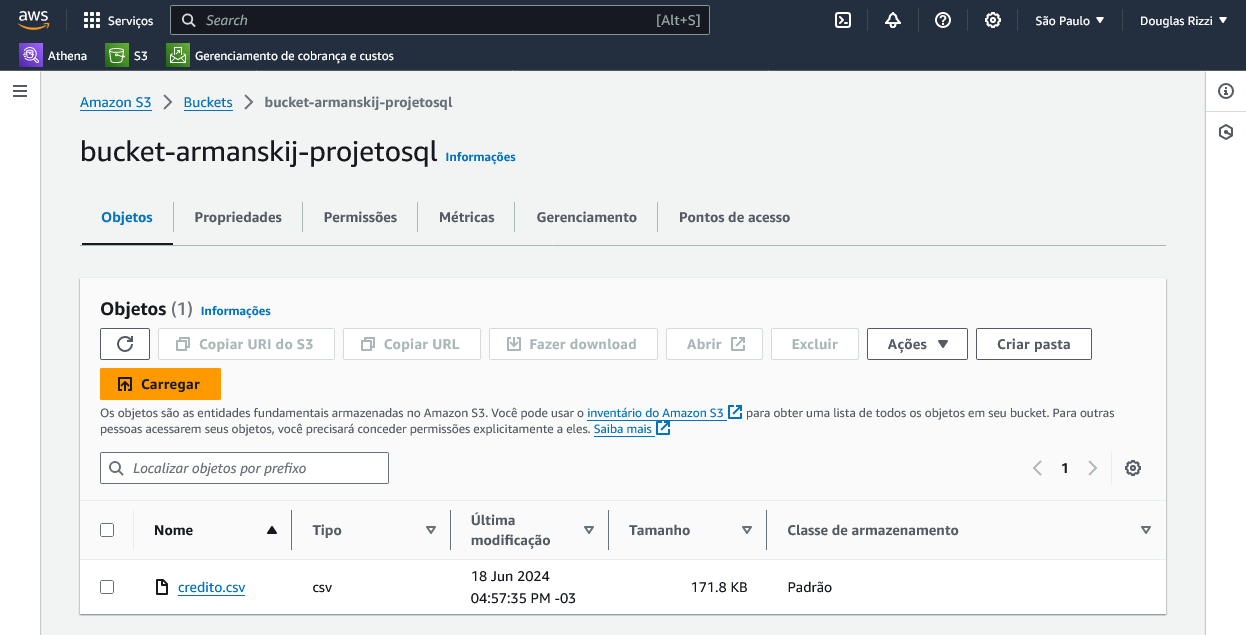 aws
Serviços
Search
[Alt+S]
São Paulo
Douglas Rizzi
Athena
S3
Gerenciamento de cobrança e custos
Amazon S3 > Buckets > bucket-armanskij-projetosql
bucket-armanskij-projetosql Informações
Objetos
Propriedades
Permissões
Métricas
Gerenciamento
Pontos de acesso
Objetos (1) Informações
Copiar URI do S3
Copiar URL
Fazer download
Abrir
Excluir
Ações
Criar pasta
Carregar
Os objetos são as entidades fundamentais armazenadas no Amazon S3. Você pode usar o inventário do Amazon S3 para obter uma lista de todos os objetos em seu bucket. Para outras
pessoas acessarem seus objetos, você precisará conceder permissões explicitamente a eles. Saiba mais
Localizar objetos por prefixo
1
Nome
Tipo
Última
modificação
Tamanho
Classe de armazenamento
credito.csv
csv
18 Jun 2024
04:57:35 PM -03
171.8 KB
Padrão